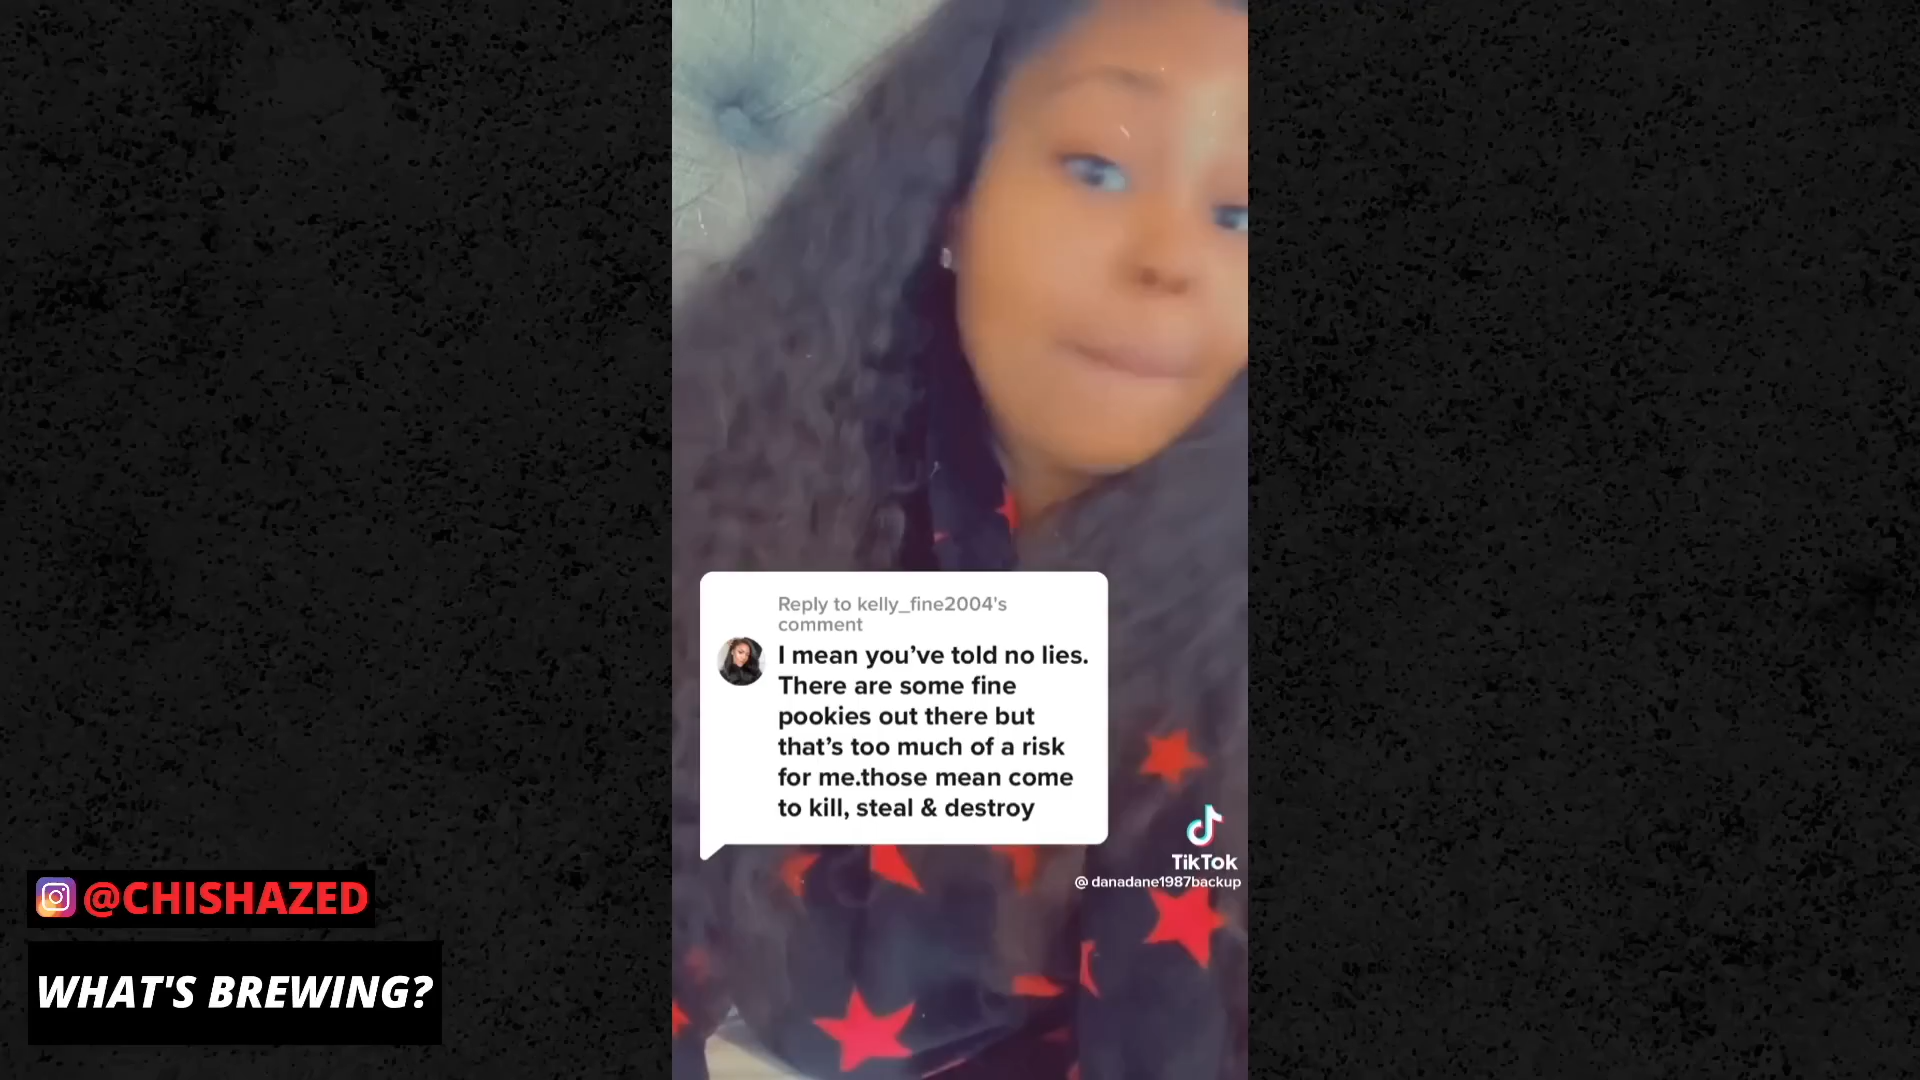 Reply to kelly_fine2004's
comment
I mean you’ve told no lies.
There are some fine
pookies out there but
that’s too much of a risk
for me.those mean come
to kill, steal & destroy
TikTok
@ danadane1987backup
@CHISHAZED
WHAT'S BREWING?